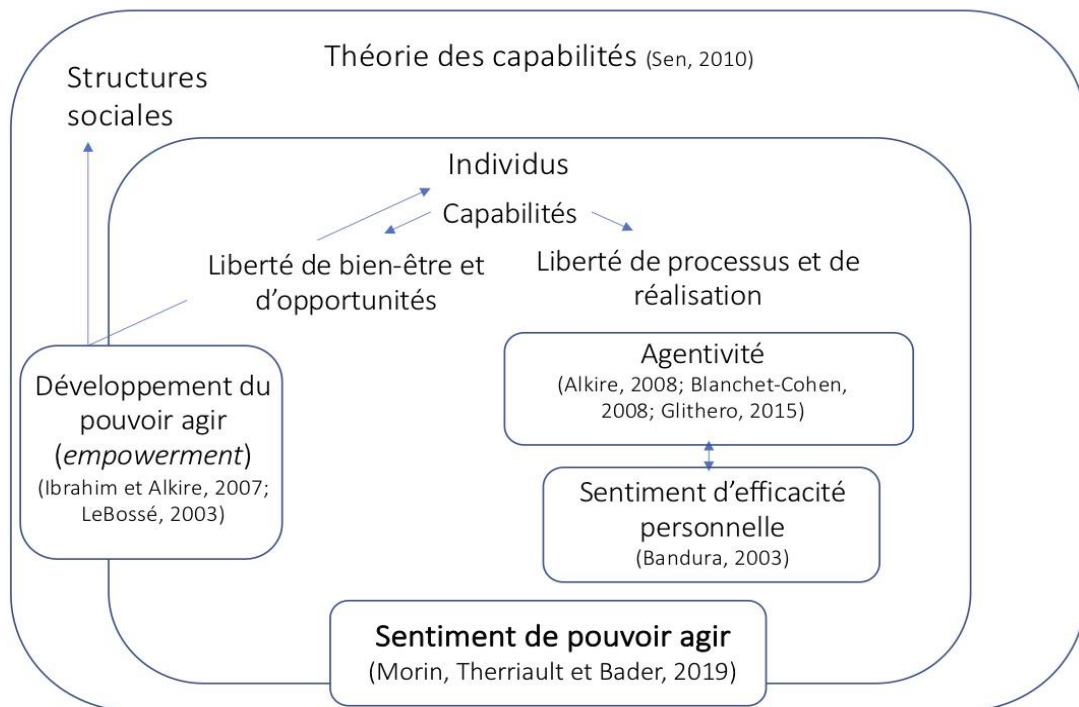 Théorie des capabilités (Sen, 2010)
Structures
sociales
Individus
Capabilités
Liberté de bien-être et
d'opportunités
Liberté de processus et de
réalisation
Développement du
pouvoir agir
(empowerment)
(Ibrahim et Alkire, 2007;
LeBossé, 2003)
Agentivité
(Alkire, 2008; Blanchet-Cohen,
2008; Glithero, 2015)
Sentiment d'efficacité
personnelle
(Bandura, 2003)
Sentiment de pouvoir agir
(Morin, Therriault et Bader, 2019)